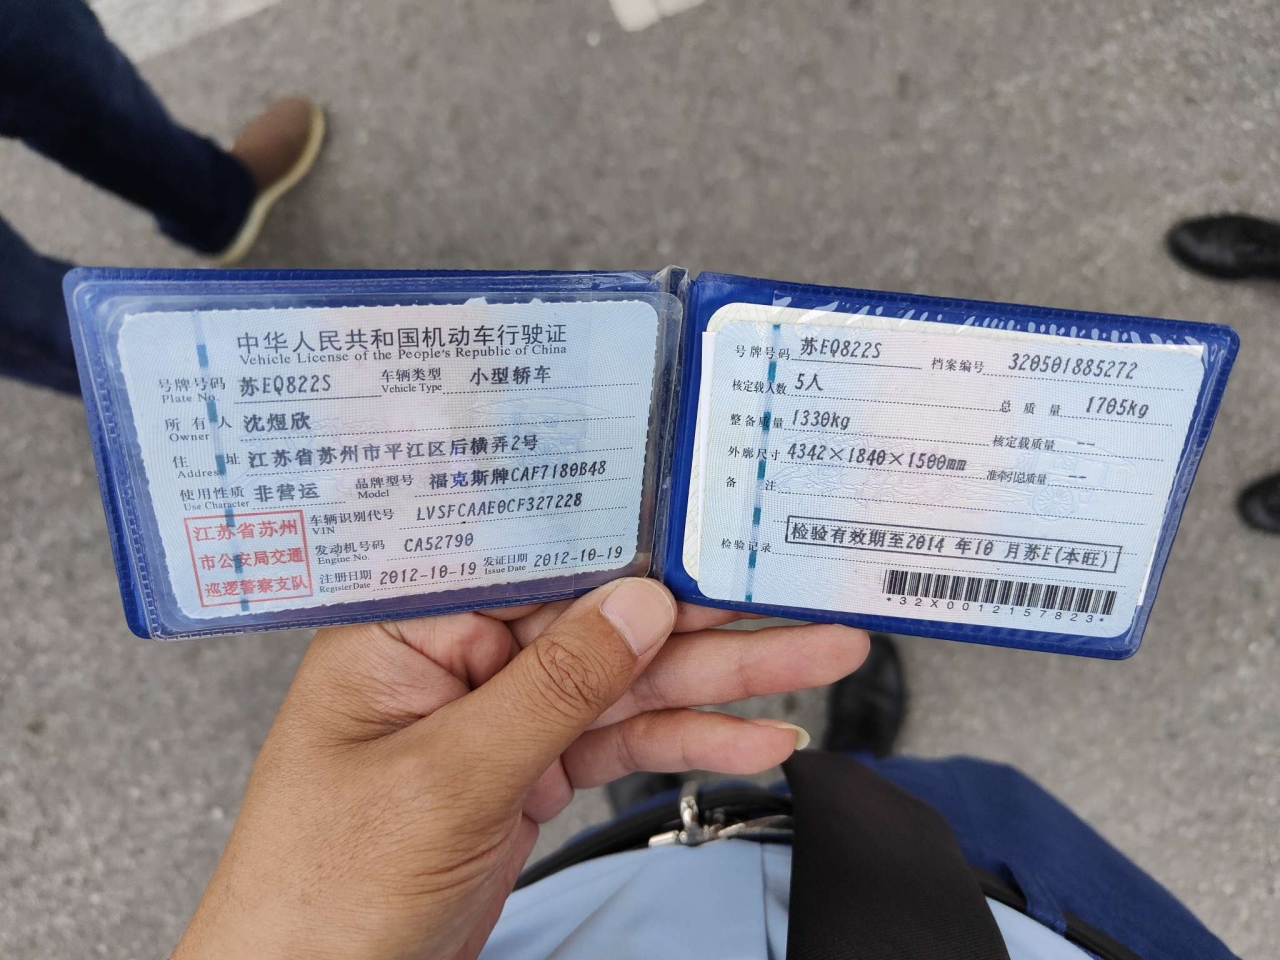 中华人民共和国机动车行驶证
Vehicle License of the People's Republic of China
号牌号码 苏EQ822S 车辆类型 小型轿车
Plate No. Vehicle Type
所有人 沈煜欣
Owner
住址 江苏省苏州市平江区后横弄2号
Address
使用性质 非营运 品牌型号 福克斯牌CAF7180B48
Use Character Model
江苏省苏州
市公安局交通
巡逻警察支队
车辆识别代号 LVSFCAAE0CF327228
VIN
发动机号码 CA52790
Engine No.
注册日期 2012-10-19 发证日期 2012-10-19
Register Date Issue Date
号牌号码 苏EQ822S 档案编号 320501885272
核定载人数 5人 总质量 1705kg
整备质量 1330kg 核定载质量 --
外廓尺寸 4342×1840×1500mm 准牵引总质量 --
备注
检验记录 检验有效期至2014年10月苏E(本旺)
*32X0012157823*